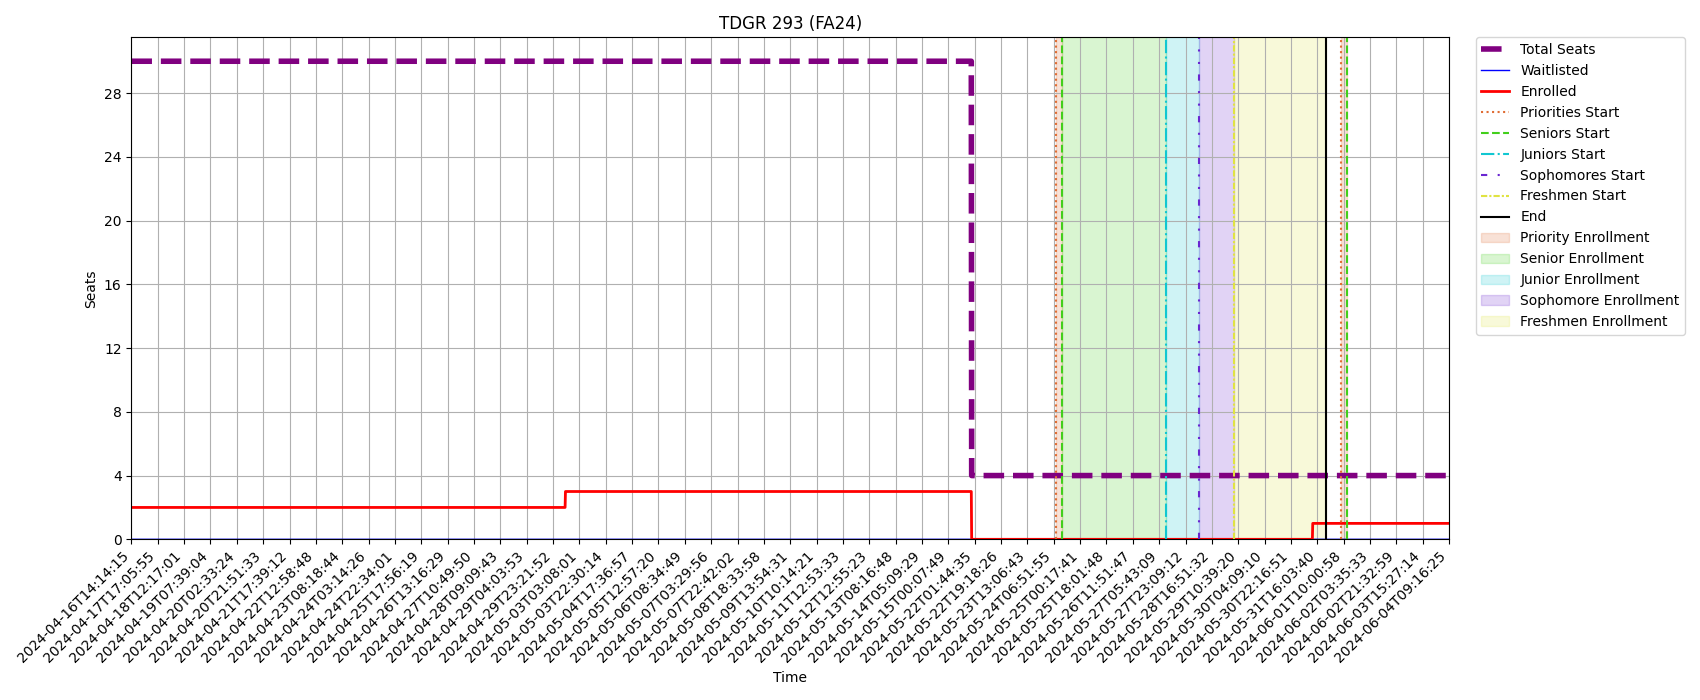 TDGR 293 (FA24)
Seats
28
24
20
16
12
8
4
0
2024-04-16T14:14:15
2024-04-17T17:05:55
2024-04-18T12:17:01
2024-04-19T07:39:04
2024-04-20T02:33:24
2024-04-20T21:51:33
2024-04-21T17:39:12
2024-04-22T12:58:48
2024-04-23T08:18:44
2024-04-24T03:14:26
2024-04-24T22:34:01
2024-04-25T17:56:19
2024-04-26T13:16:29
2024-04-27T10:49:50
2024-04-28T09:09:43
2024-04-29T04:03:53
2024-04-29T23:21:52
2024-05-03T03:08:01
2024-05-03T22:30:14
2024-05-04T17:36:57
2024-05-05T12:57:20
2024-05-06T08:34:49
2024-05-07T03:29:56
2024-05-07T22:42:02
2024-05-08T18:33:58
2024-05-09T13:54:31
2024-05-10T10:14:21
2024-05-11T12:53:33
2024-05-12T12:55:23
2024-05-13T08:16:48
2024-05-14T05:09:29
2024-05-15T00:07:49
2024-05-22T01:44:35
2024-05-22T19:18:26
2024-05-23T13:06:43
2024-05-24T06:51:55
2024-05-25T00:17:41
2024-05-25T18:01:48
2024-05-26T11:51:47
2024-05-27T05:43:09
2024-05-27T23:09:12
2024-05-28T16:51:32
2024-05-29T10:39:20
2024-05-30T04:09:10
2024-05-30T22:16:51
2024-05-31T16:03:40
2024-06-01T10:00:58
2024-06-02T03:35:33
2024-06-02T21:32:59
2024-06-03T15:27:14
2024-06-04T09:16:25
Time
Total Seats
Waitlisted
Enrolled
Priorities Start
Seniors Start
Juniors Start
Sophomores Start
Freshmen Start
End
Priority Enrollment
Senior Enrollment
Junior Enrollment
Sophomore Enrollment
Freshmen Enrollment